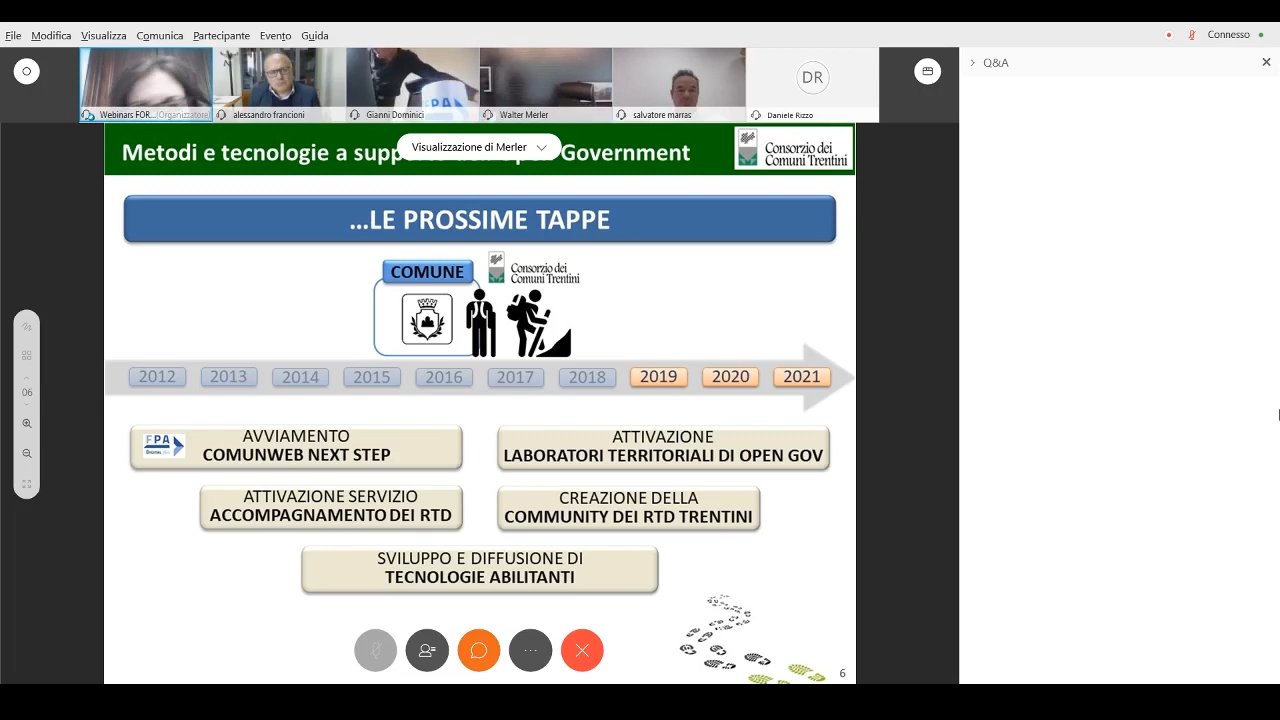 File Modifica Visualizza Comunica Partecipante Evento Guida
Connesso
Q&A
FPA
DR
Webinars FOR... (Organizzatore)
alessandro francioni
Gianni Dominici
Walter Merler
salvatore marras
Daniele Rizzo
Visualizzazione di Merler
Metodi e tecnologie a supp Government
Consorzio dei
Comuni Trentini
...LE PROSSIME TAPPE
COMUNE
Consorzio dei
Comuni Trentini
2012 2013 2014 2015 2016 2017 2018 2019 2020 2021
06
FPA
DIGITAL
AVVIAMENTO
COMUNWEB NEXT STEP
ATTIVAZIONE
LABORATORI TERRITORIALI DI OPEN GOV
ATTIVAZIONE SERVIZIO
ACCOMPAGNAMENTO DEI RTD
CREAZIONE DELLA
COMMUNITY DEI RTD TRENTINI
SVILUPPO E DIFFUSIONE DI
TECNOLOGIE ABILITANTI
6